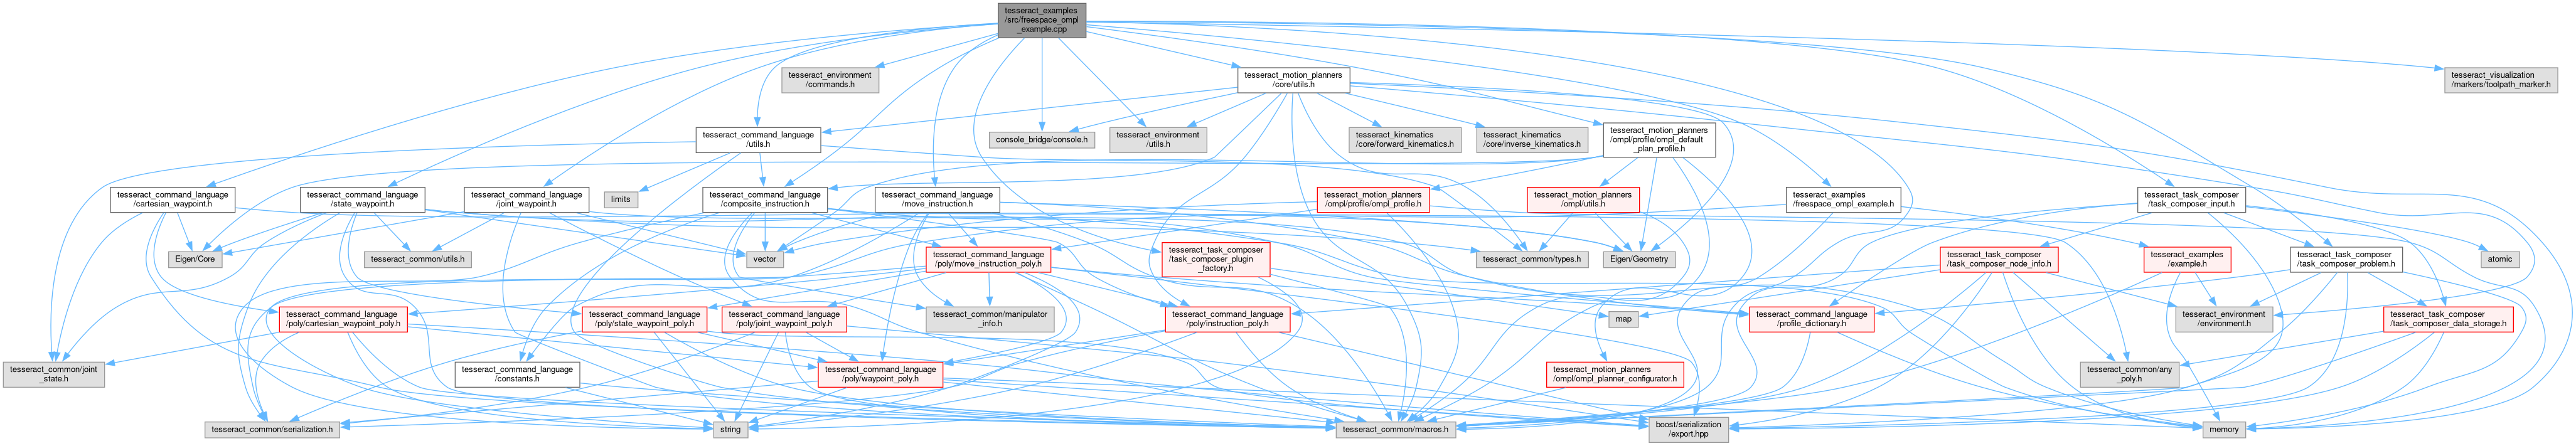 tesseract_examples
/src/freespace_ompl
_example.cpp
tesseract_environment
/commands.h
tesseract_motion_planners
/core/utils.h
tesseract_visualization
/markers/toolpath_marker.h
tesseract_command_language
/utils.h
console_bridge/console.h
tesseract_environment
/utils.h
tesseract_kinematics
/core/forward_kinematics.h
tesseract_kinematics
/core/inverse_kinematics.h
tesseract_motion_planners
/ompl/profile/ompl_default
_plan_profile.h
tesseract_command_language
/cartesian_waypoint.h
tesseract_command_language
/state_waypoint.h
tesseract_command_language
/joint_waypoint.h
limits
tesseract_command_language
/composite_instruction.h
tesseract_command_language
/move_instruction.h
tesseract_motion_planners
/ompl/profile/ompl_profile.h
tesseract_motion_planners
/ompl/utils.h
tesseract_examples
/freespace_ompl_example.h
tesseract_task_composer
/task_composer_input.h
Eigen/Core
tesseract_common/utils.h
vector
tesseract_command_language
/poly/move_instruction_poly.h
tesseract_task_composer
/task_composer_plugin
_factory.h
tesseract_common/types.h
Eigen/Geometry
tesseract_task_composer
/task_composer_node_info.h
tesseract_examples
/example.h
tesseract_task_composer
/task_composer_problem.h
atomic
tesseract_command_language
/poly/cartesian_waypoint_poly.h
tesseract_command_language
/poly/state_waypoint_poly.h
tesseract_command_language
/poly/joint_waypoint_poly.h
tesseract_common/manipulator
_info.h
tesseract_command_language
/poly/instruction_poly.h
map
tesseract_command_language
/profile_dictionary.h
tesseract_environment
/environment.h
tesseract_task_composer
/task_composer_data_storage.h
tesseract_common/joint
_state.h
tesseract_command_language
/constants.h
tesseract_command_language
/poly/waypoint_poly.h
tesseract_motion_planners
/ompl/ompl_planner_configurator.h
tesseract_common/any
_poly.h
tesseract_common/serialization.h
string
tesseract_common/macros.h
boost/serialization
/export.hpp
memory